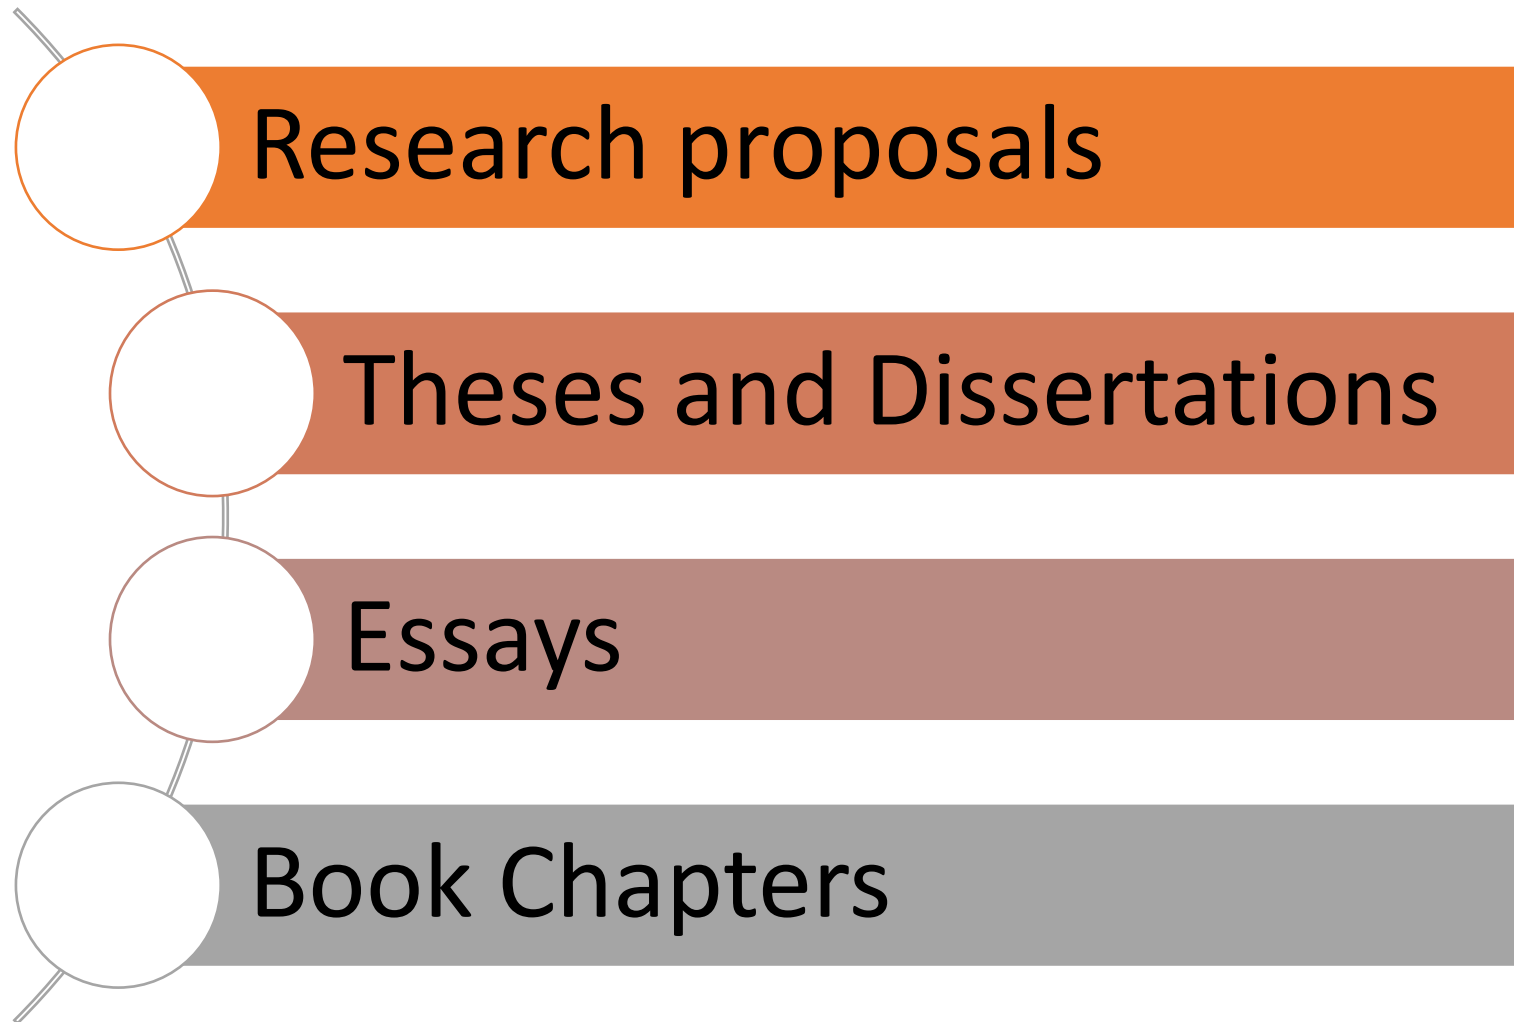 Research proposals
Theses and Dissertations
Essays
Book Chapters